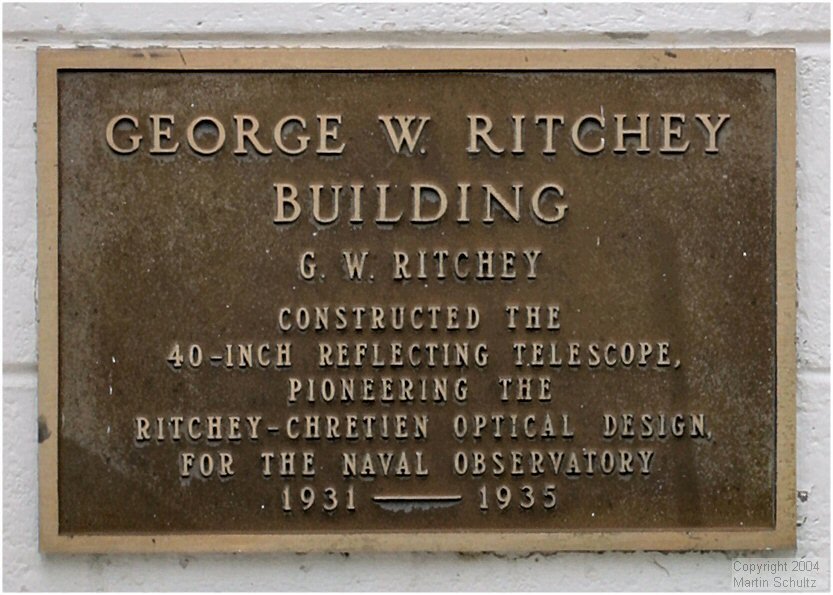 GEORGE W. RITCHEY
BUILDING
G. W. RITCHEY
CONSTRUCTED THE
40-INCH REFLECTING TELESCOPE,
PIONEERING THE
RITCHEY-CHRETIEN OPTICAL DESIGN,
FOR THE NAVAL OBSERVATORY
1931 — 1935
Copyright 2004
Martin Schultz